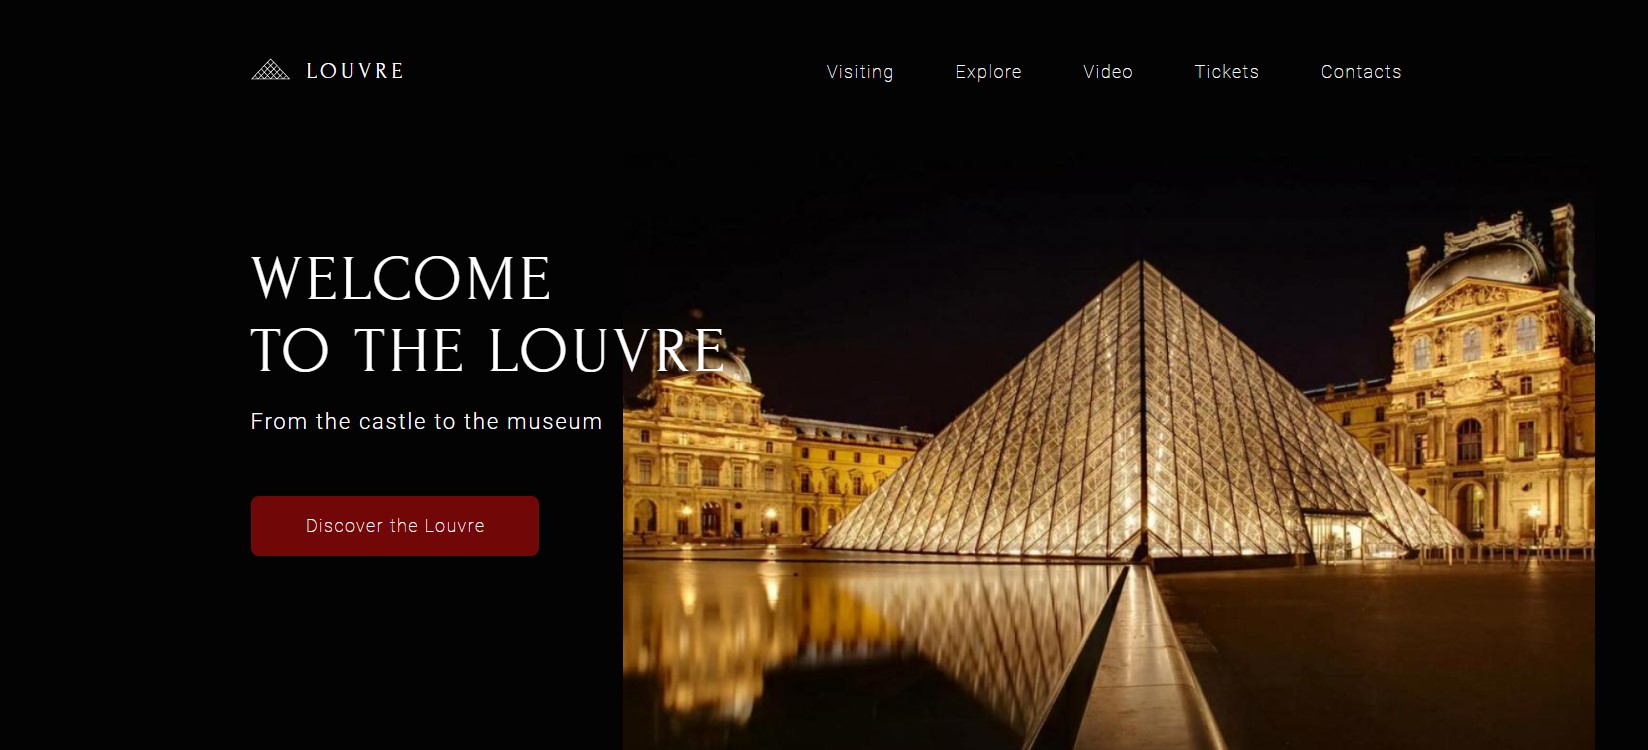 LOUVRE
Visiting Explore Video Tickets Contacts
WELCOME
TO THE LOUVRE
From the castle to the museum
Discover the Louvre